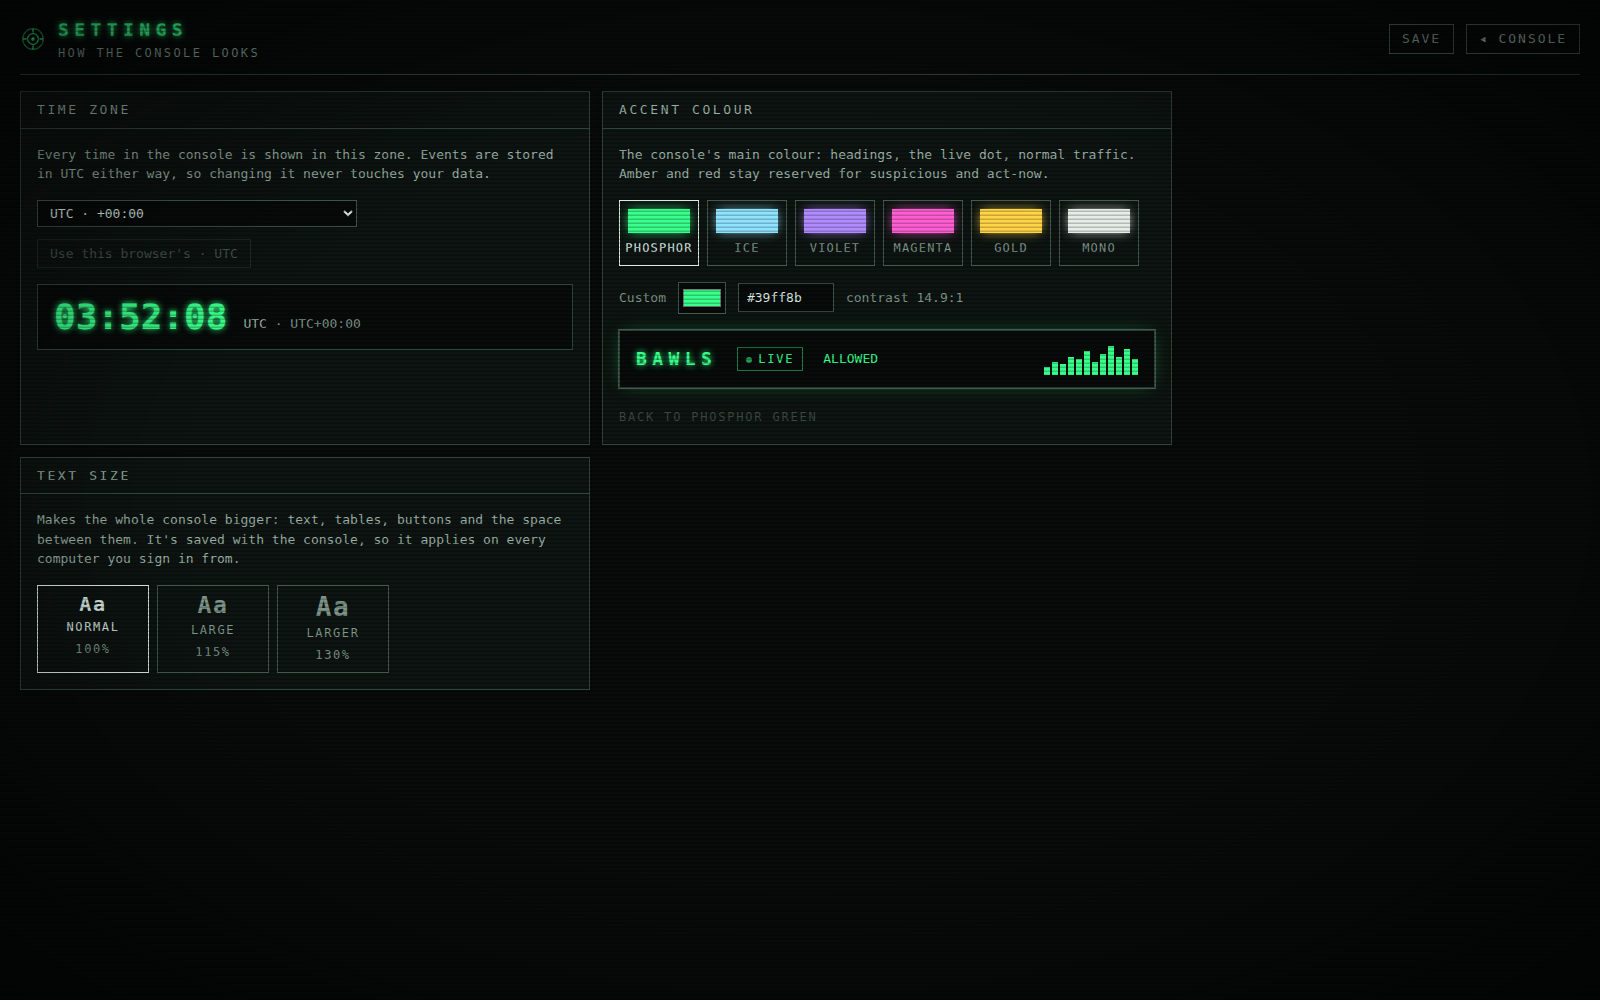 SETTINGS
HOW THE CONSOLE LOOKS
SAVE
◂ CONSOLE
TIME ZONE
Every time in the console is shown in this zone. Events are stored
in UTC either way, so changing it never touches your data.
UTC · +00:00
Use this browser's · UTC
03:52:08 UTC · UTC+00:00
ACCENT COLOUR
The console's main colour: headings, the live dot, normal traffic.
Amber and red stay reserved for suspicious and act-now.
PHOSPHOR ICE VIOLET MAGENTA GOLD MONO
Custom #39ff8b contrast 14.9:1
BAWLS LIVE ALLOWED
BACK TO PHOSPHOR GREEN
TEXT SIZE
Makes the whole console bigger: text, tables, buttons and the space
between them. It's saved with the console, so it applies on every
computer you sign in from.
Aa Aa Aa
NORMAL LARGE LARGER
100% 115% 130%